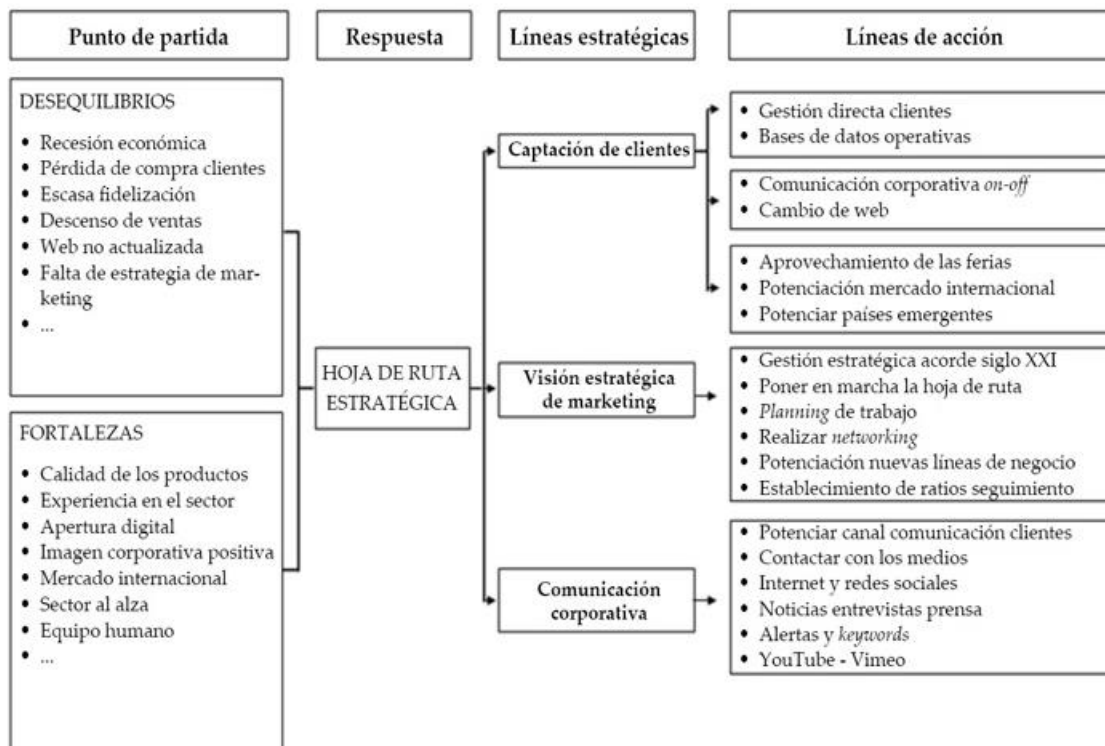 Punto de partida
Respuesta
Líneas estratégicas
Líneas de acción
DESEQUILIBRIOS
• Recesión económica
• Pérdida de compra clientes
• Escasa fidelización
• Descenso de ventas
• Web no actualizada
• Falta de estrategia de mar-
keting
• ...
FORTALEZAS
• Calidad de los productos
• Experiencia en el sector
• Apertura digital
• Imagen corporativa positiva
• Mercado internacional
• Sector al alza
• Equipo humano
• ...
HOJA DE RUTA
ESTRATÉGICA
Captación de clientes
• Gestión directa clientes
• Bases de datos operativas
• Comunicación corporativa on-off
• Cambio de web
• Aprovechamiento de las ferias
• Potenciación mercado internacional
• Potenciar países emergentes
Visión estratégica
de marketing
• Gestión estratégica acorde siglo XXI
• Poner en marcha la hoja de ruta
• Planning de trabajo
• Realizar networking
• Potenciación nuevas líneas de negocio
• Establecimiento de ratios seguimiento
Comunicación
corporativa
• Potenciar canal comunicación clientes
• Contactar con los medios
• Internet y redes sociales
• Noticias entrevistas prensa
• Alertas y keywords
• YouTube - Vimeo